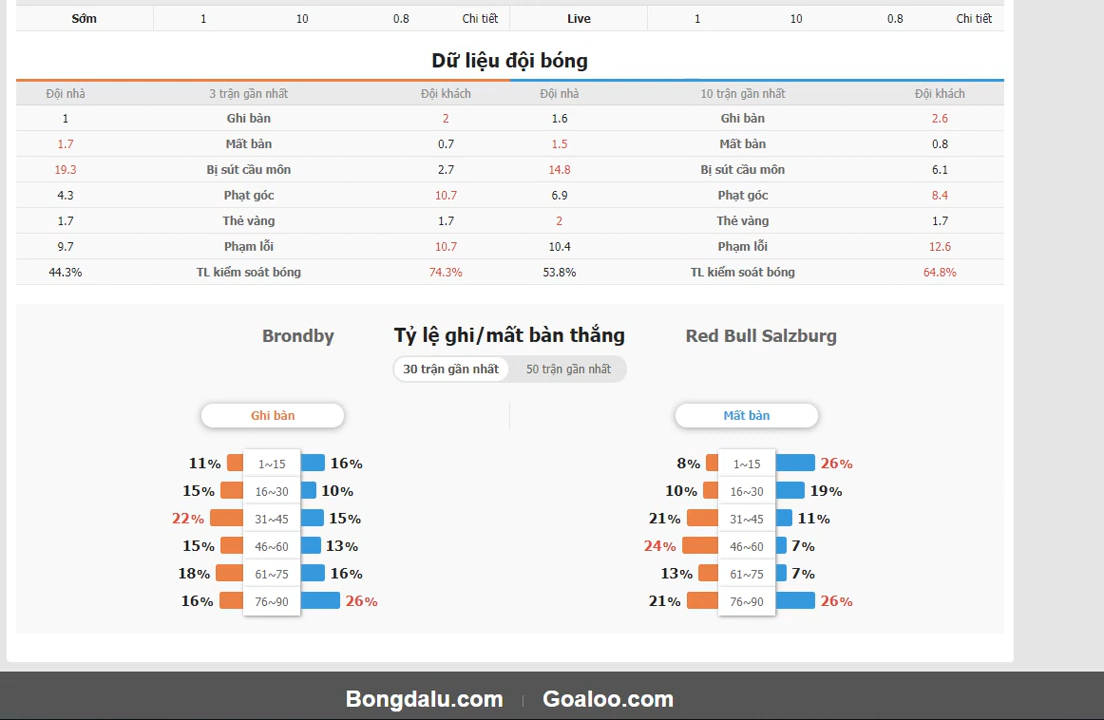 Sớm 1 10 0.8 Chi tiết Live 1 10 0.8 Chi tiết
Dữ liệu đội bóng
Đội nhà 3 trận gần nhất Đội khách Đội nhà 10 trận gần nhất Đội khách
1 Ghi bàn 2 1.6 Ghi bàn 2.6
1.7 Mất bàn 0.7 1.5 Mất bàn 0.8
19.3 Bị sút cầu môn 2.7 14.8 Bị sút cầu môn 6.1
4.3 Phạt góc 10.7 6.9 Phạt góc 8.4
1.7 Thẻ vàng 1.7 2 Thẻ vàng 1.7
9.7 Phạm lỗi 10.7 10.4 Phạm lỗi 12.6
44.3% TL kiểm soát bóng 74.3% 53.8% TL kiểm soát bóng 64.8%
Brondby Tỷ lệ ghi/mất bàn thắng Red Bull Salzburg
30 trận gần nhất 50 trận gần nhất
Ghi bàn Mất bàn
11% 1~15 16% 8% 1~15 26%
15% 16~30 10% 10% 16~30 19%
22% 31~45 15% 21% 31~45 11%
15% 46~60 13% 24% 46~60 7%
18% 61~75 16% 13% 61~75 7%
16% 76~90 26% 21% 76~90 26%
Bongdalu.com | Goaloo.com